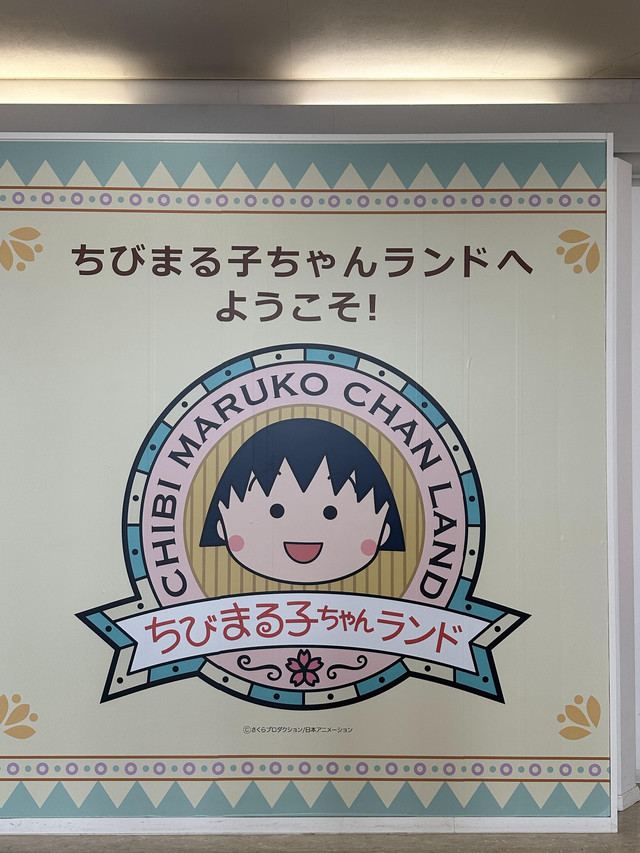 ちびまる子ちゃんランドへ
ようこそ!
CHIBI MARUKO CHAN LAND
ちびまる子ちゃんランド
©さくらプロダクション/日本アニメーション